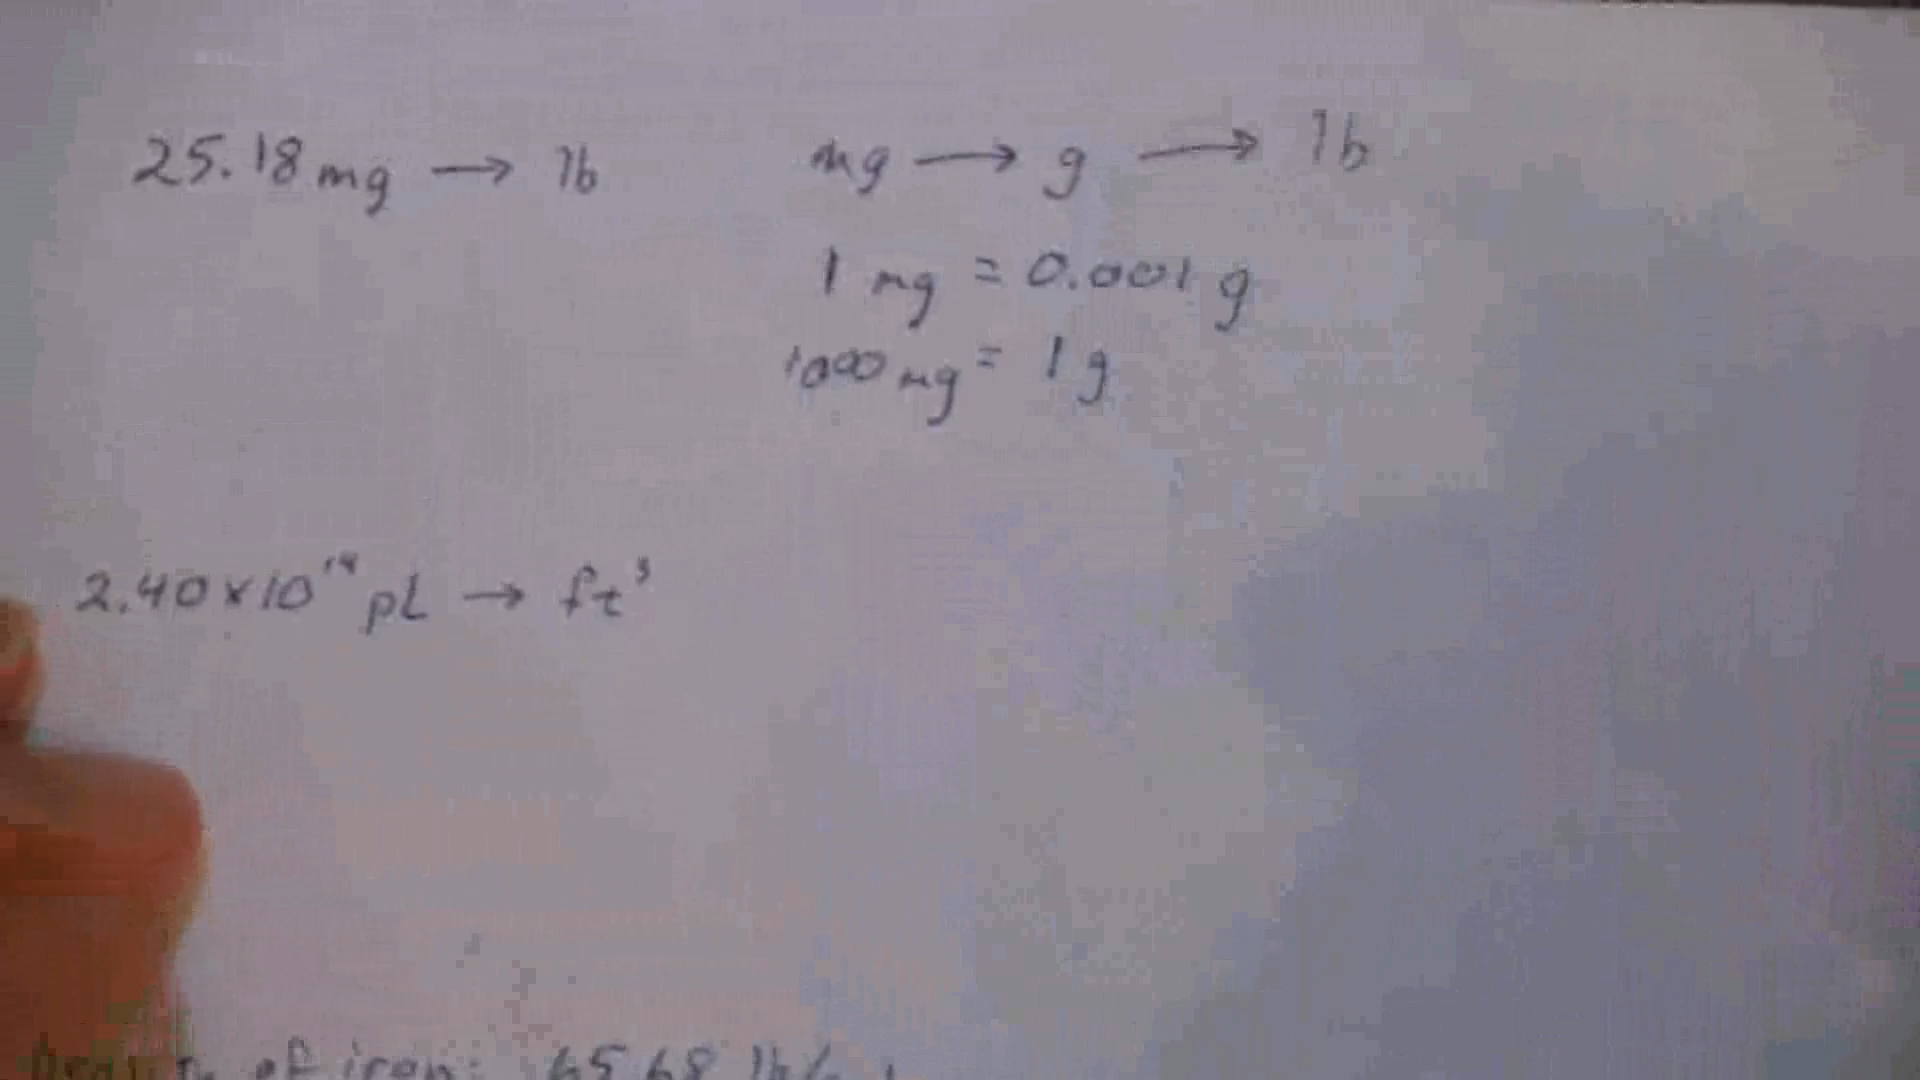 25.18 mg → lb
mg → g → lb
1 mg = 0.001 g
1000 mg = 1 g
2.40 × 10¹⁴ pL → ft³
of iron: